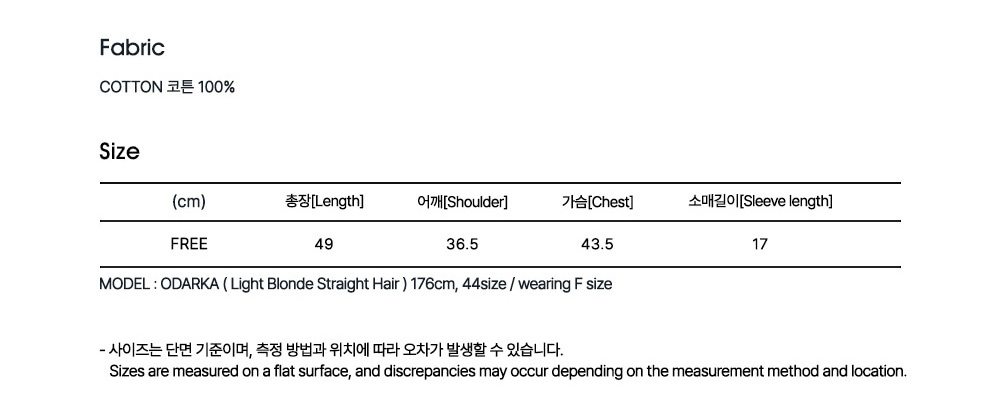 Fabric
COTTON 코튼 100%
Size
(cm) 총장[Length] 어깨[Shoulder] 가슴[Chest] 소매길이[Sleeve length]
FREE 49 36.5 43.5 17
MODEL : ODARKA ( Light Blonde Straight Hair ) 176cm, 44size / wearing F size
- 사이즈는 단면 기준이며, 측정 방법과 위치에 따라 오차가 발생할 수 있습니다.
Sizes are measured on a flat surface, and discrepancies may occur depending on the measurement method and location.